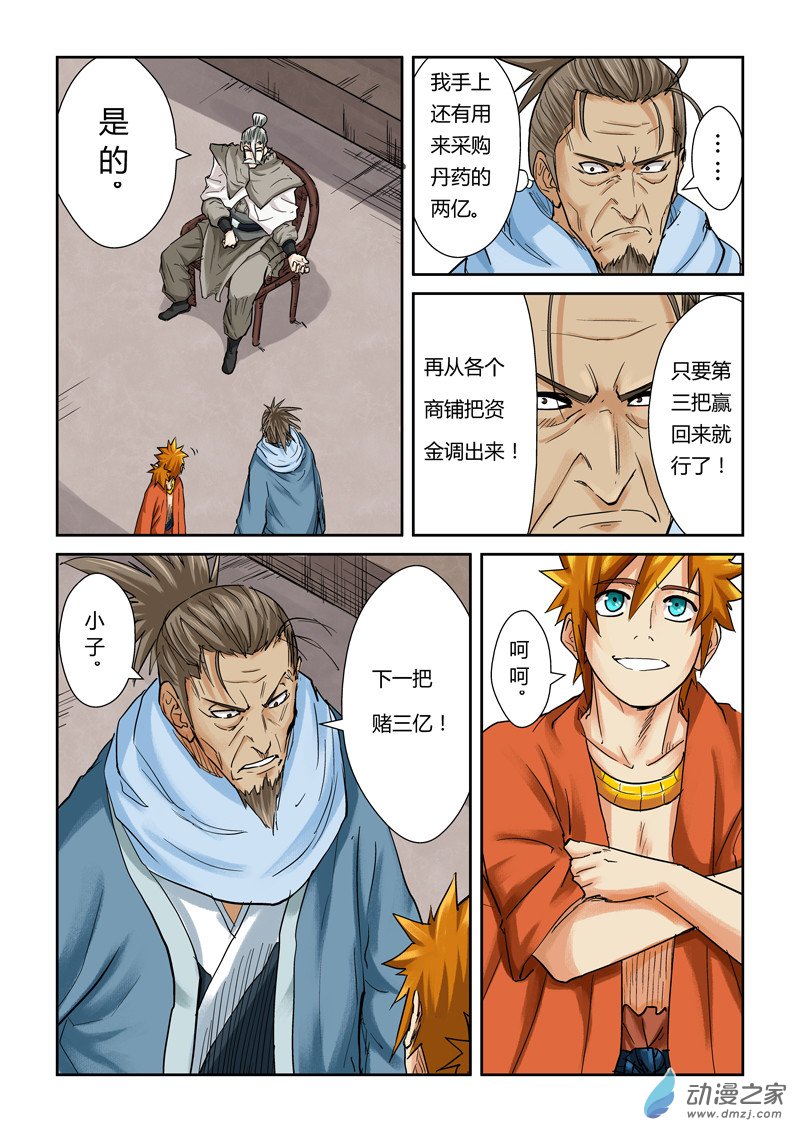 是
的。
我手上
还有用
来采购
丹药的
两亿。
……
再从各个
商铺把资
金调出来！
只要第
三把赢
回来就
行了！
小
子。
下一把
赌三亿！
呵
呵。
动漫之家
www.dmzj.com